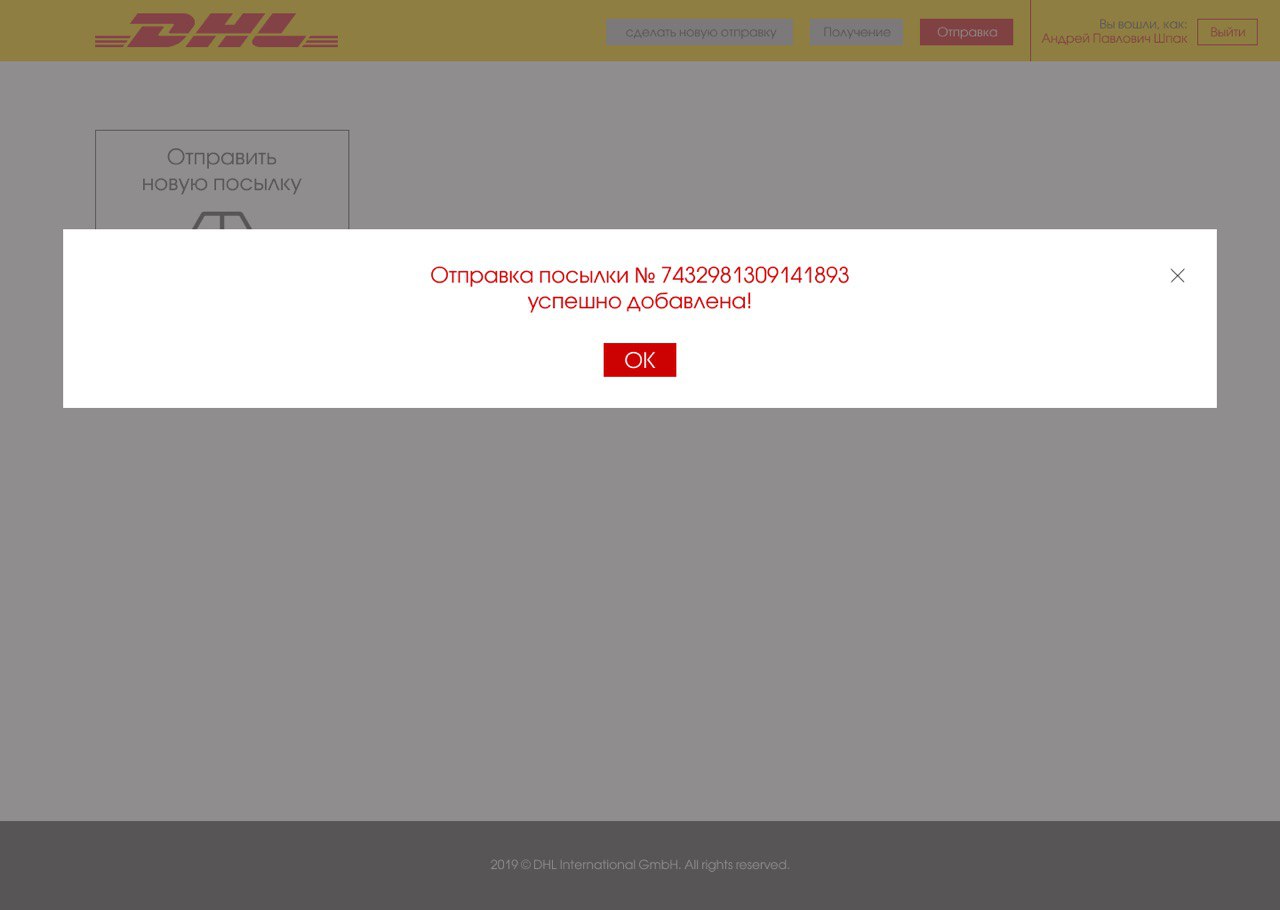 DHL
сделать новую отправку
Получение
Отправка
Вы вошли, как:
Андрей Павлович Шпак
Выйти
Отправить
новую посылку
Отправка посылки № 7432981309141893
успешно добавлена!
ОК
2019 © DHL International GmbH. All rights reserved.